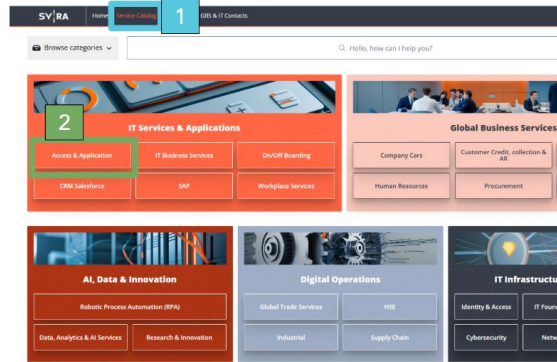 SY¦RA Home Service Catalog 1 GBS & IT Contacts
Browse categories Hello, how can I help you?
2
IT Services & Applications
Access & Application IT Business Services On/Off Boarding
CRM Salesforce SAP Workplace Services
Global Business Services
Company Cars Customer Credit, collection & AR
Human Resources Procurement
AI, Data & Innovation
Robotic Process Automation (RPA)
Data, Analytics & AI Services Research & Innovation
Digital Operations
Global Trade Services HSE
Industrial Supply Chain
IT Infrastructu
Identity & Access IT Foun
Cybersecurity Netw